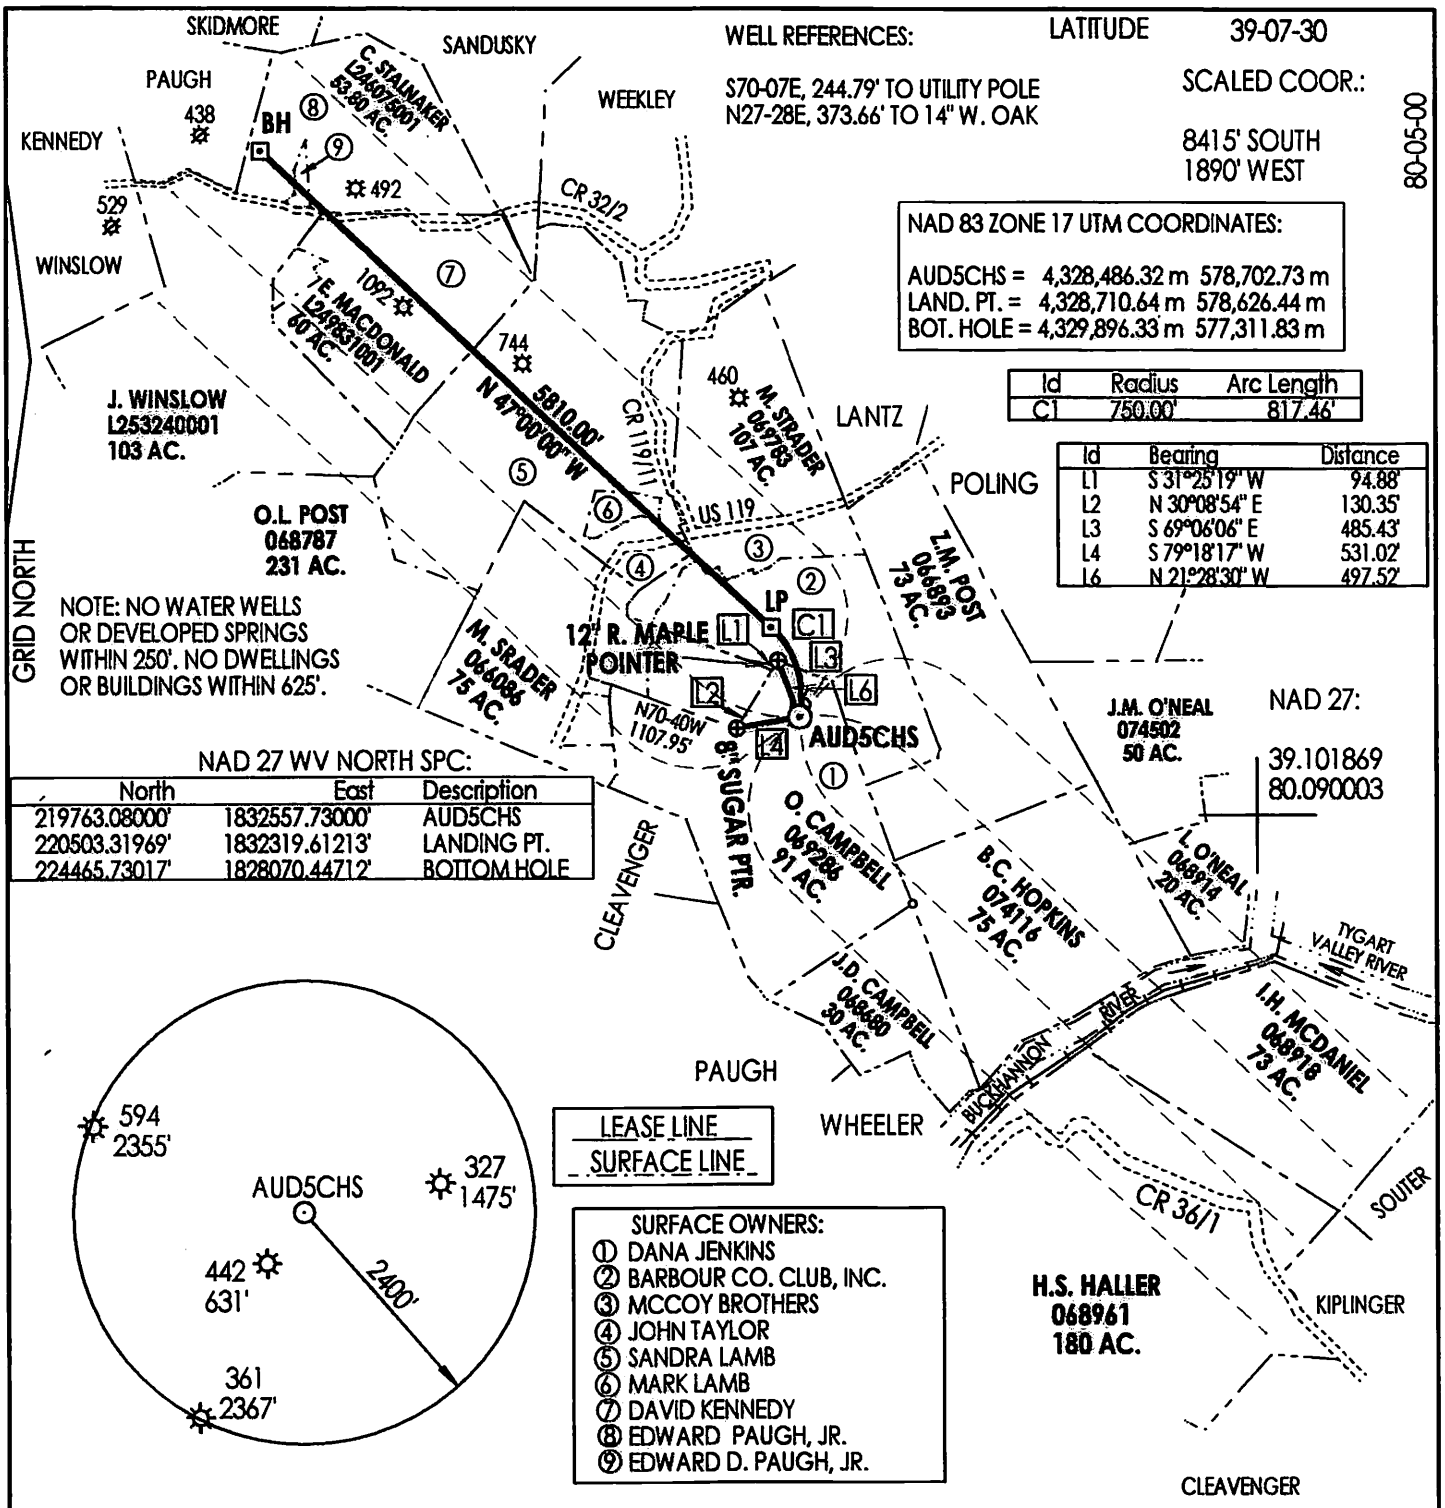 SKIDMORE
SANDUSKY
PAUGH
438
KENNEDY
BH
8
9
C. STALNAKER
L246075001
53.80 AC.
WEEKLEY
492
CR 32/2
529
WINSLOW
WELL REFERENCES:
S70-07E, 244.79' TO UTILITY POLE
N27-28E, 373.66' TO 14" W. OAK
LATITUDE 39-07-30
SCALED COOR.:
8415' SOUTH
1890' WEST
80-05-00
NAD 83 ZONE 17 UTM COORDINATES:
AUD5CHS = 4,328,486.32 m 578,702.73 m
LAND. PT. = 4,328,710.64 m 578,626.44 m
BOT. HOLE = 4,329,896.33 m 577,311.83 m
Id Radius Arc Length
C1 750.00' 817.46'
Id Bearing Distance
L1 S 31°25'19" W 94.88'
L2 N 30°08'54" E 130.35'
L3 S 69°06'06" E 485.43'
L4 S 79°18'17" W 531.02'
L6 N 21°28'30" W 497.52'
7
1092
E. MACDONALD
L249831001
60 AC.
744
5810.00'
N 47°00'00" W
460
M. STRADER
069783
107 AC.
LANTZ
CR 119/11
J. WINSLOW
L253240001
103 AC.
5
6
US 119
POLING
O.L. POST
068787
231 AC.
3
4
2
Z.M. POST
066893
73 AC.
GRID NORTH
NOTE: NO WATER WELLS
OR DEVELOPED SPRINGS
WITHIN 250'. NO DWELLINGS
OR BUILDINGS WITHIN 625'.
LP
L1
C1
12" R. MAPLE
POINTER
L3
M. SRADER
066086
75 AC.
L2
L6
N70-40W
1107.95'
AUD5CHS
L4
8" SUGAR PTR.
1
J.M. O'NEAL
074502
50 AC.
NAD 27:
39.101869
80.090003
NAD 27 WV NORTH SPC:
North East Description
219763.08000' 1832557.73000' AUD5CHS
220503.31969' 1832319.61213' LANDING PT.
224465.73017' 1828070.44712' BOTTOM HOLE
CLEAVENGER
O. CAMPBELL
069286
91 AC.
B.C. HOPKINS
074116
75 AC.
L. O'NEAL
068914
20 AC.
TYGART
VALLEY RIVER
J.D. CAMPBELL
068680
30 AC.
BUCKHANNON
RIVER
I.H. MCDANIEL
068918
73 AC.
PAUGH
WHEELER
594
2355'
AUD5CHS
327
1475'
442
631'
2400'
361
2367'
LEASE LINE
SURFACE LINE
SOUTER
CR 36/1
SURFACE OWNERS:
1 DANA JENKINS
2 BARBOUR CO. CLUB, INC.
3 MCCOY BROTHERS
4 JOHN TAYLOR
5 SANDRA LAMB
6 MARK LAMB
7 DAVID KENNEDY
8 EDWARD PAUGH, JR.
9 EDWARD D. PAUGH, JR.
H.S. HALLER
068961
180 AC.
KIPLINGER
CLEAVENGER